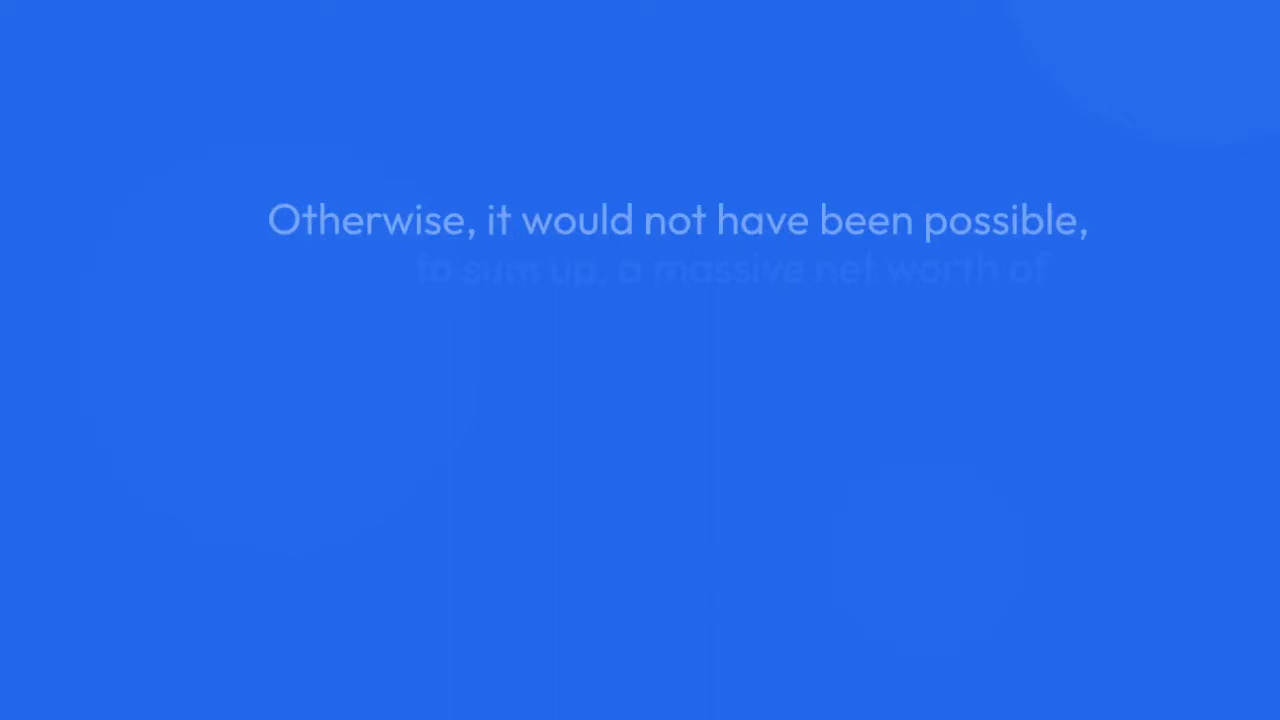 Otherwise, it would not have been possible,
to sum up, a massive net worth of